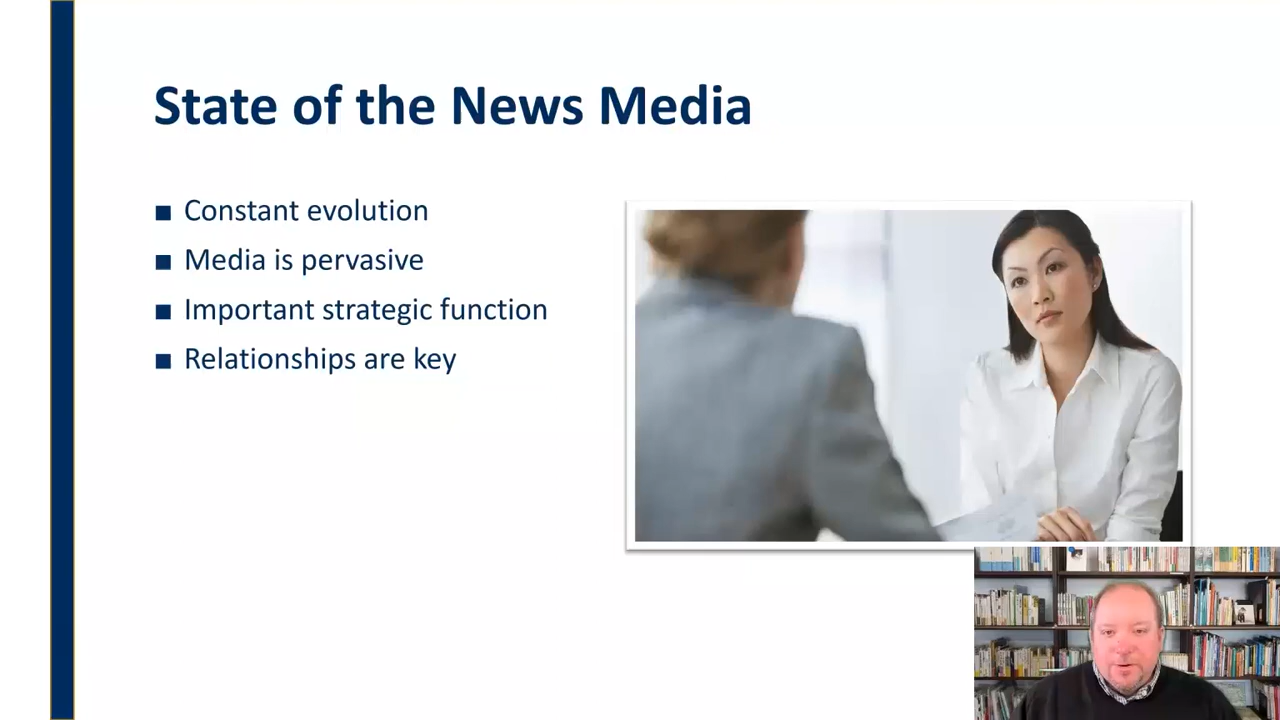 State of the News Media
■ Constant evolution
■ Media is pervasive
■ Important strategic function
■ Relationships are key